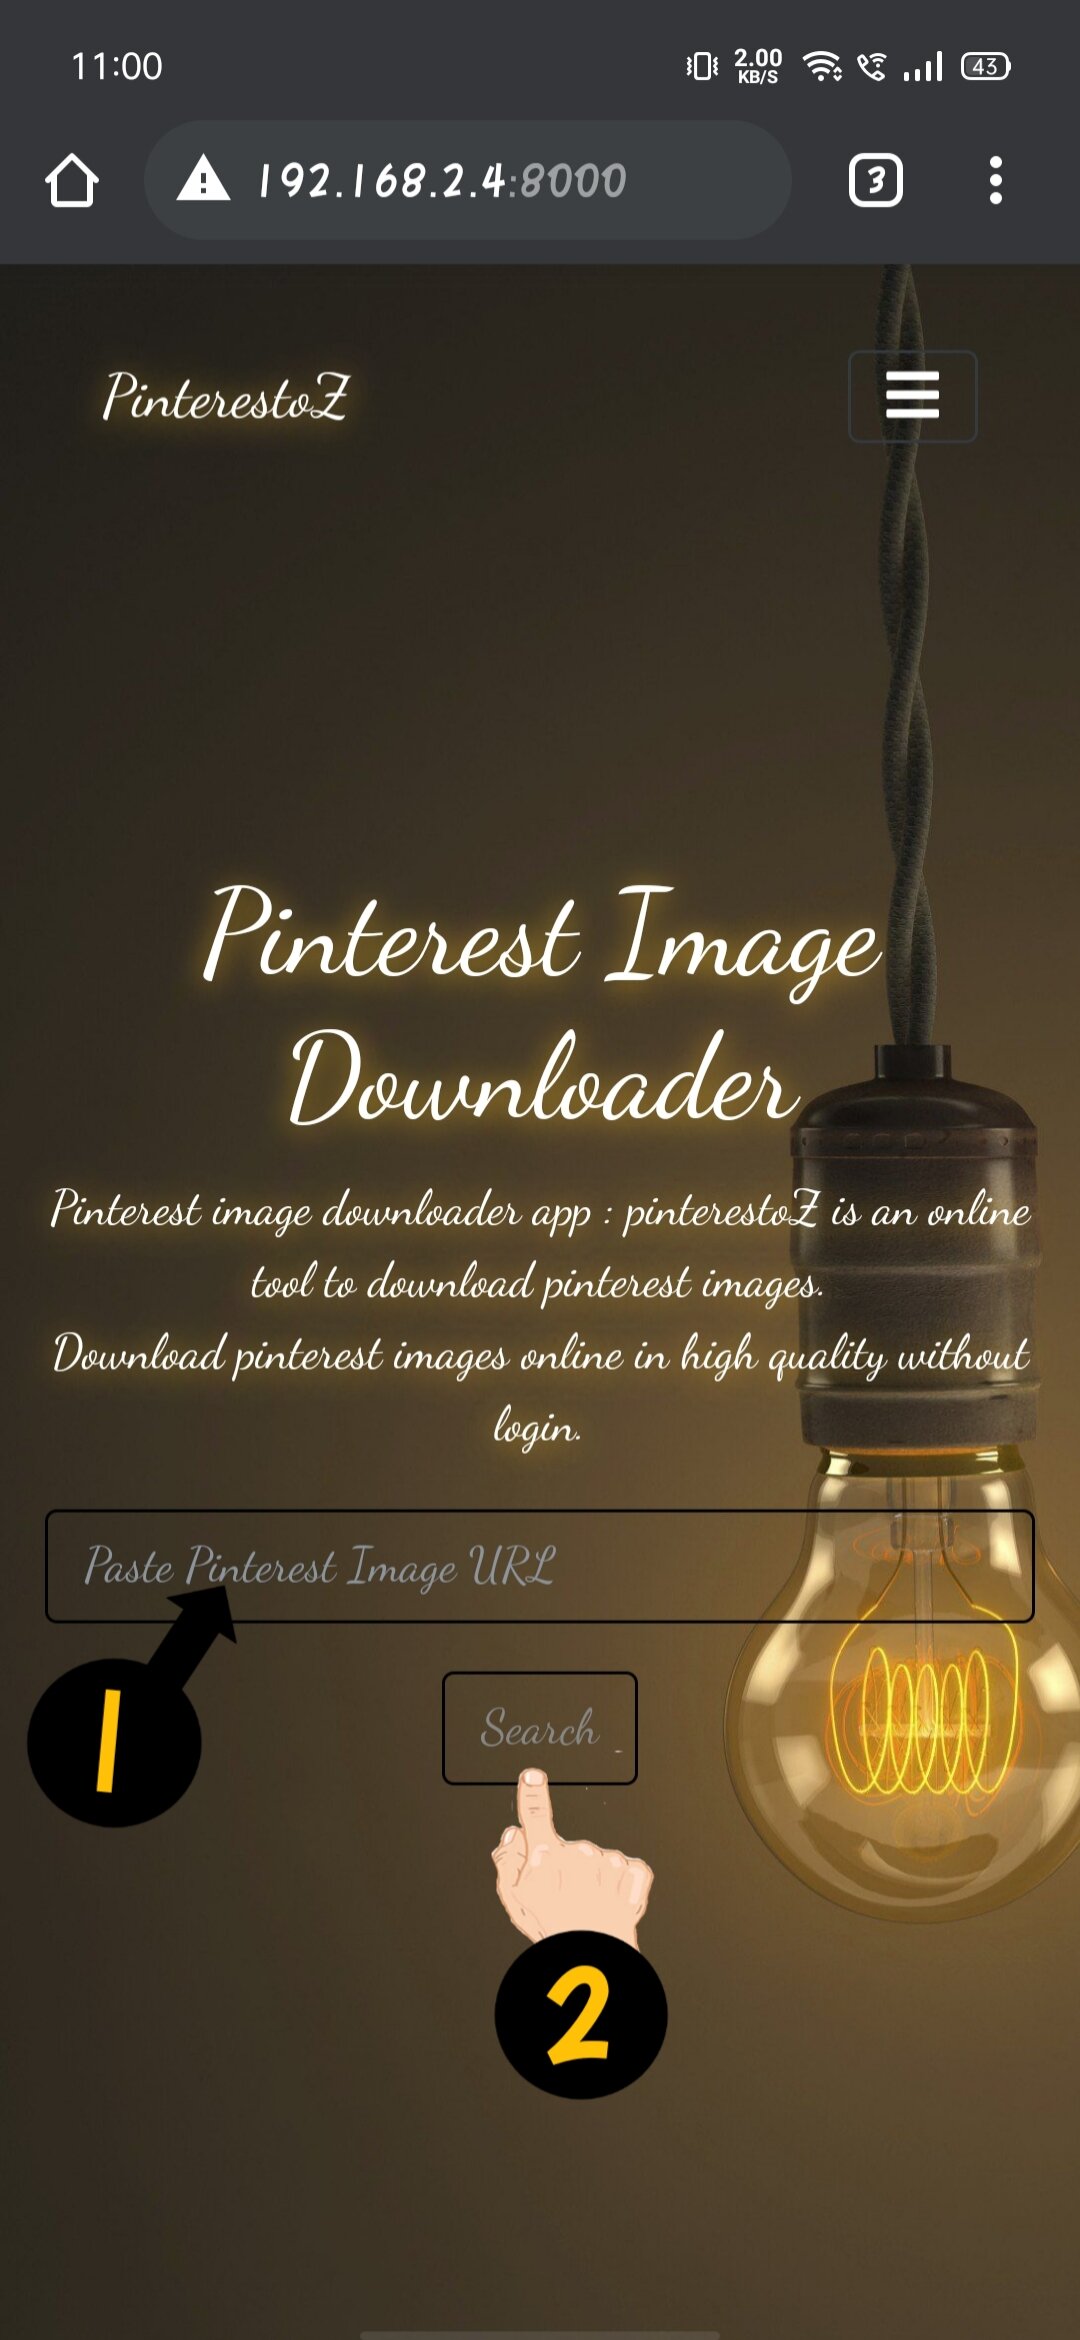 11:00
2.00
KB/S
43
192.168.2.4:8000
3
PinterestoZ
Pinterest Image
Downloader
Pinterest image downloader app : pinterestoZ is an online
tool to download pinterest images.
Download pinterest images online in high quality without
login.
Paste Pinterest Image URL
1
Search
2